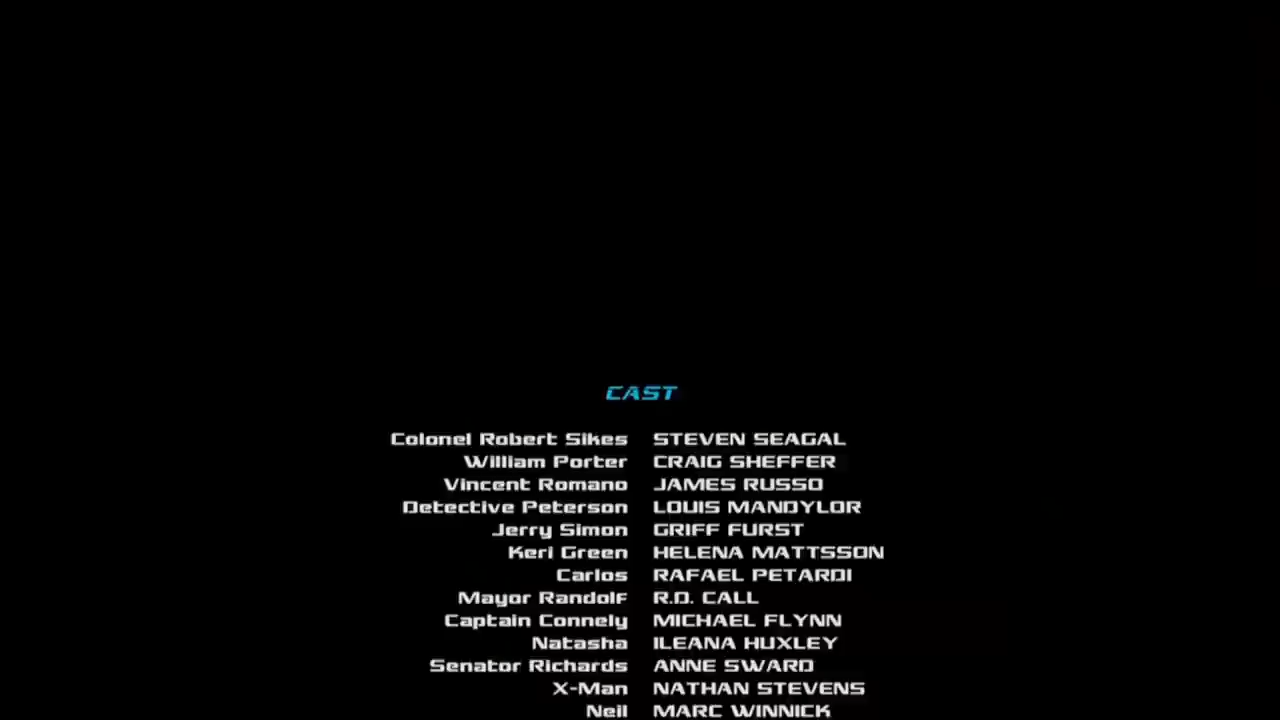 CAST
Colonel Robert Sikes STEVEN SEAGAL
William Porter CRAIG SHEFFER
Vincent Romano JAMES RUSSO
Detective Peterson LOUIS MANDYLOR
Jerry Simon GRIFF FURST
Keri Green HELENA MATTSSON
Carlos RAFAEL PETARDI
Mayor Randolf R.D. CALL
Captain Connely MICHAEL FLYNN
Natasha ILEANA HUXLEY
Senator Richards ANNE SWARD
X-Man NATHAN STEVENS
Neil MARC WINNICK